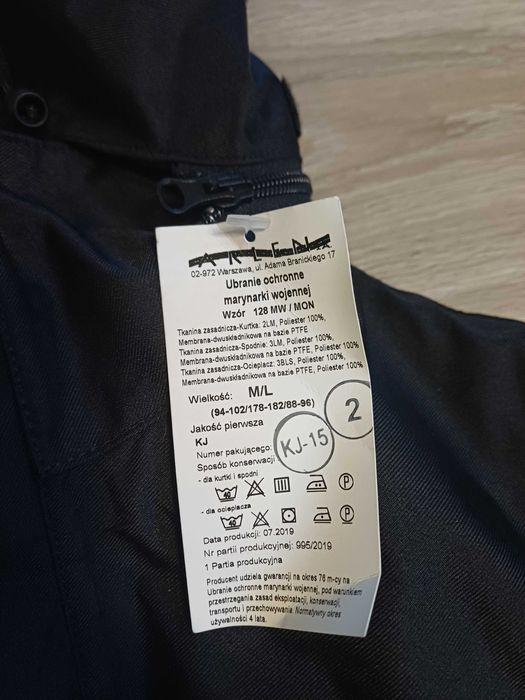 02-972 Warszawa, ul. Adama Branickiego 17
Ubranie ochronne
marynarki wojennej
Wzór 128 MW / MON
Tkanina zasadnicza-Kurtka: 2LM, Poliester 100%,
Membrana-dwuskładnikowa na bazie PTFE
Tkanina zasadnicza-Spodnie: 3LM, Poliester 100%,
Membrana-dwuskładnikowa na bazie PTFE
Tkanina zasadnicza-Ocieplacz: 3BLS, Poliester 100%,
Membrana-dwuskładnikowa na bazie PTFE, Poliester 100%
Wielkość: M/L
(94-102/178-182/88-96)
Jakość pierwsza
KJ
2
Numer pakującego:
KJ-15
Sposób konserwacji
- dla kurtki i spodni
40 P
- dla ocieplacza
40 P
Data produkcji: 07.2019
Nr partii produkcyjnej: 995/2019
1 Partia produkcyjna
Producent udziela gwarancji na okres 76 m-cy na
Ubranie ochronne marynarki wojennej, pod warunkiem
przestrzegania zasad eksploatacji, konserwacji,
transportu i przechowywania. Normatywny okres
używalności 4 lata.